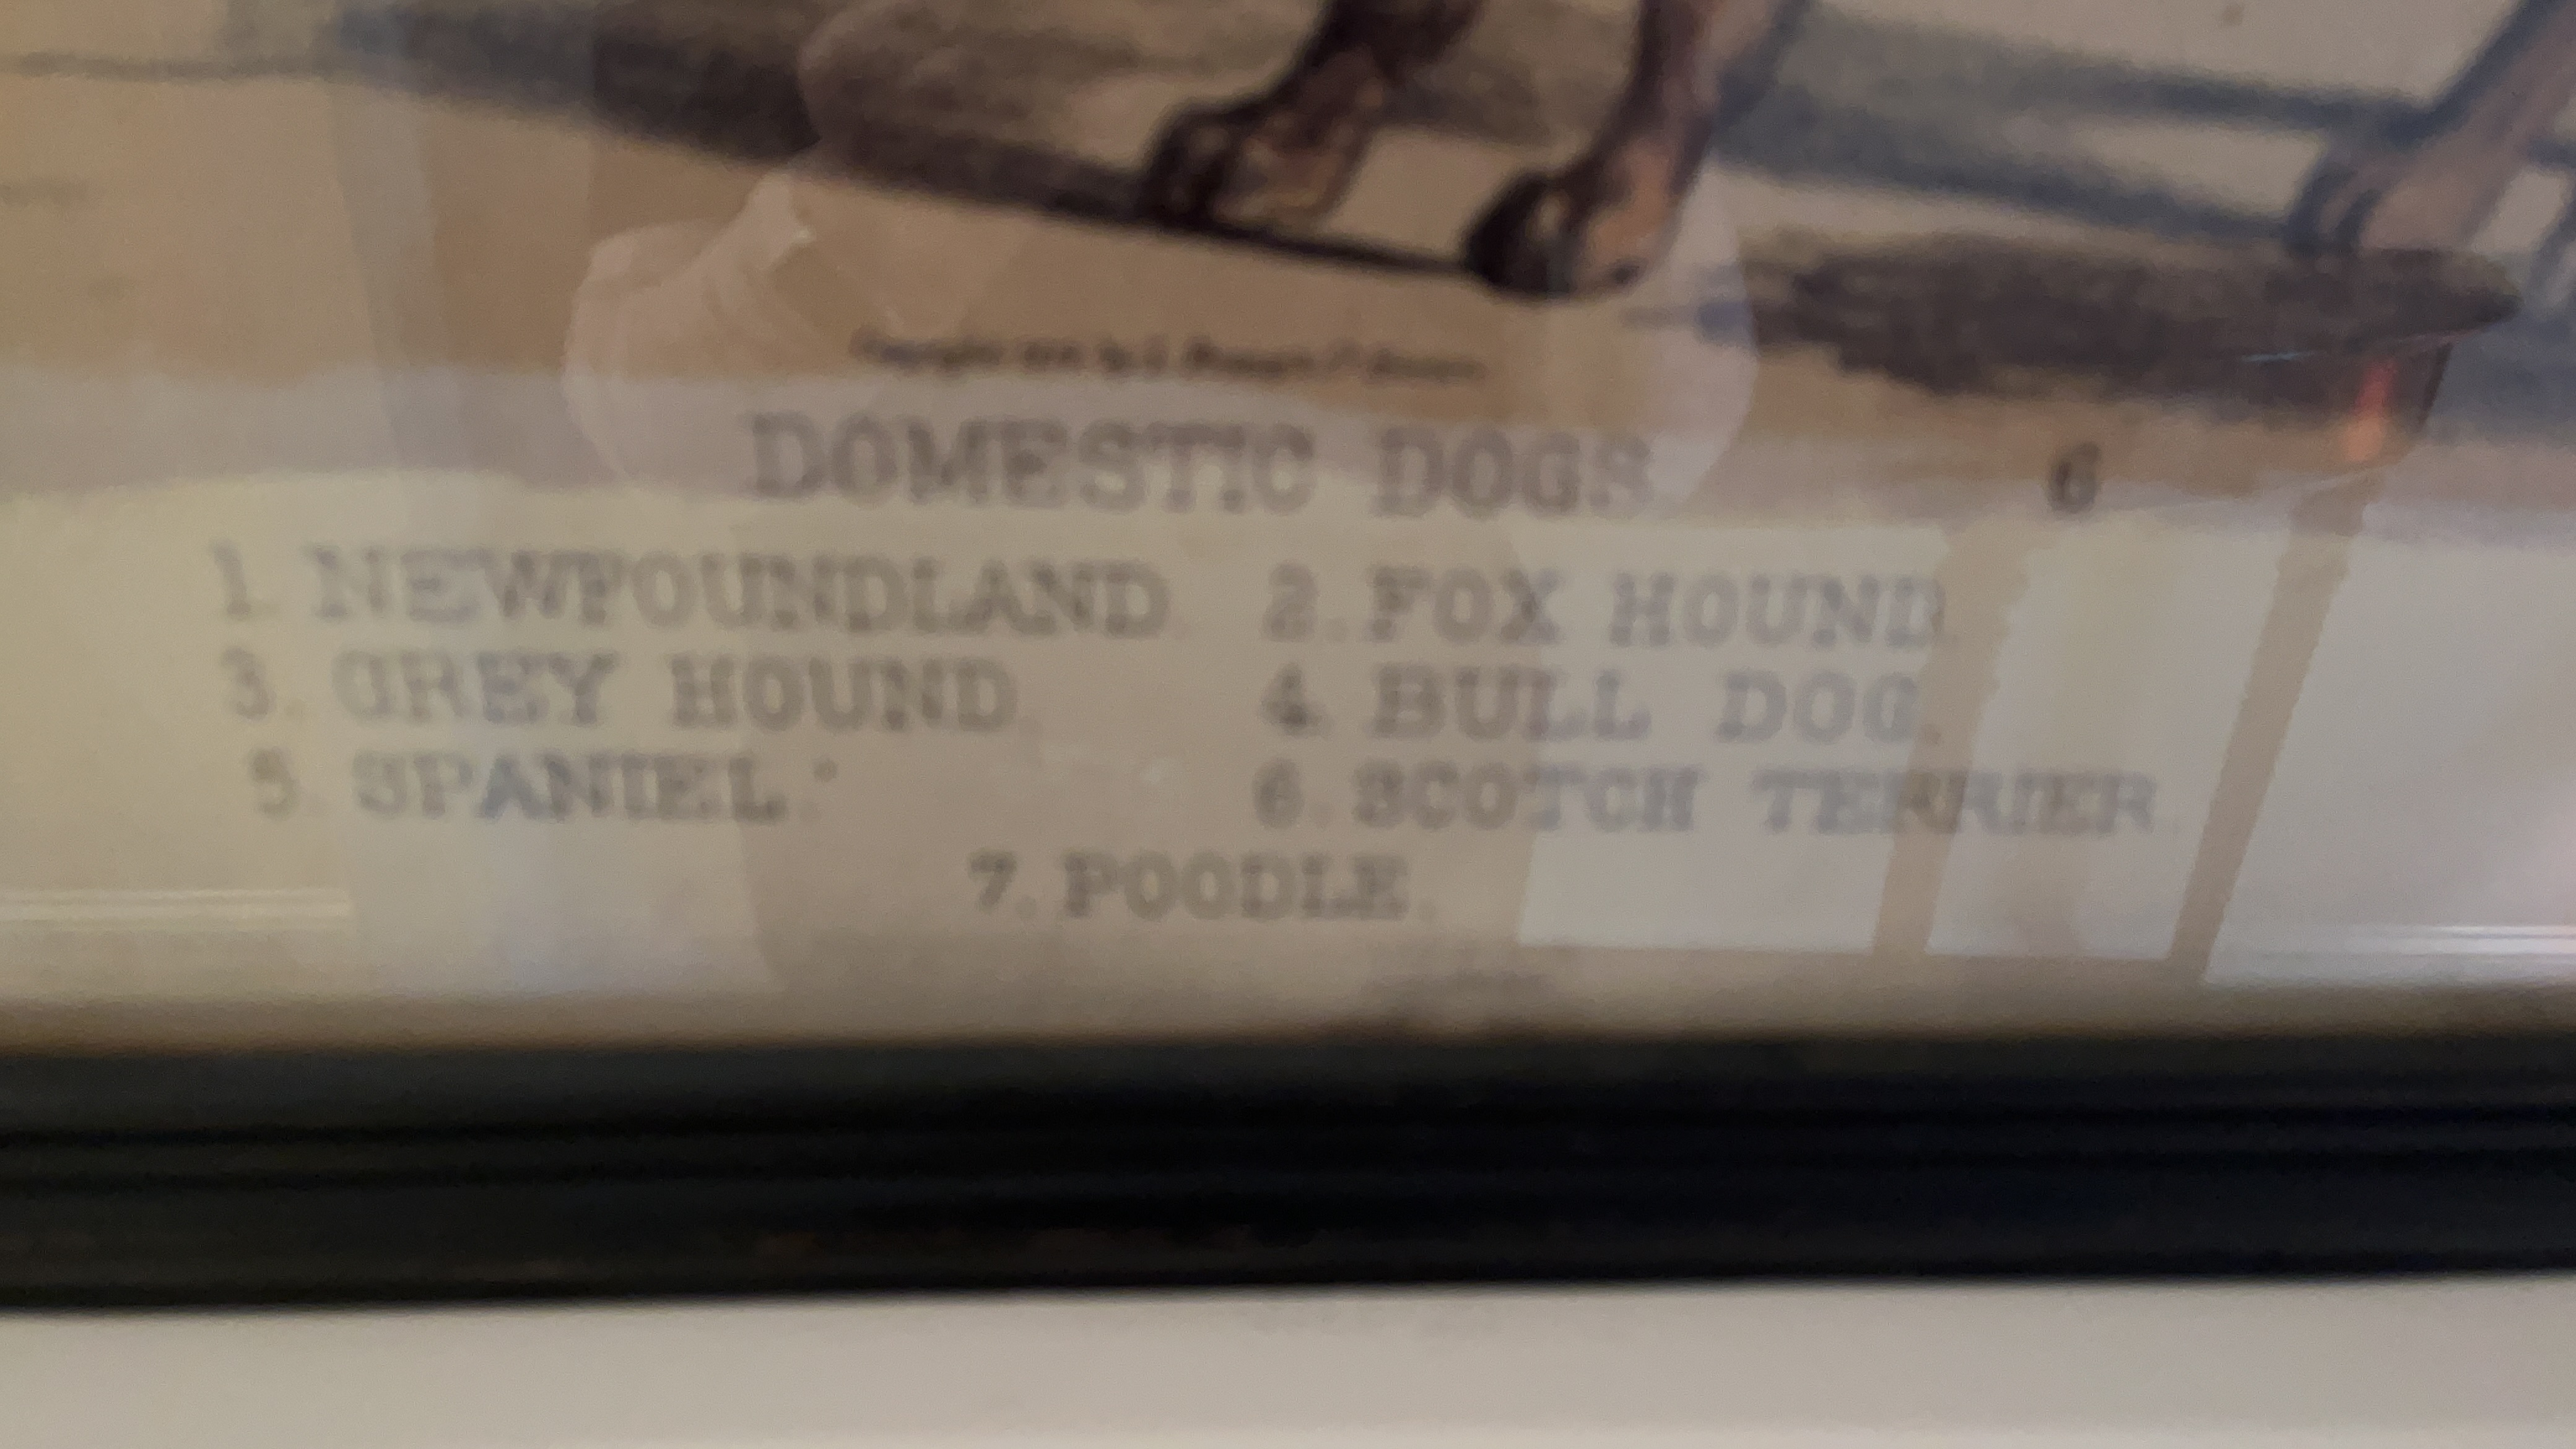 DOMESTIC DOGS 6
1. NEWFOUNDLAND 2. FOX HOUND
3. GREY HOUND. 4. BULL DOG.
5. SPANIEL. 6. SCOTCH TERRIER.
7. POODLE.